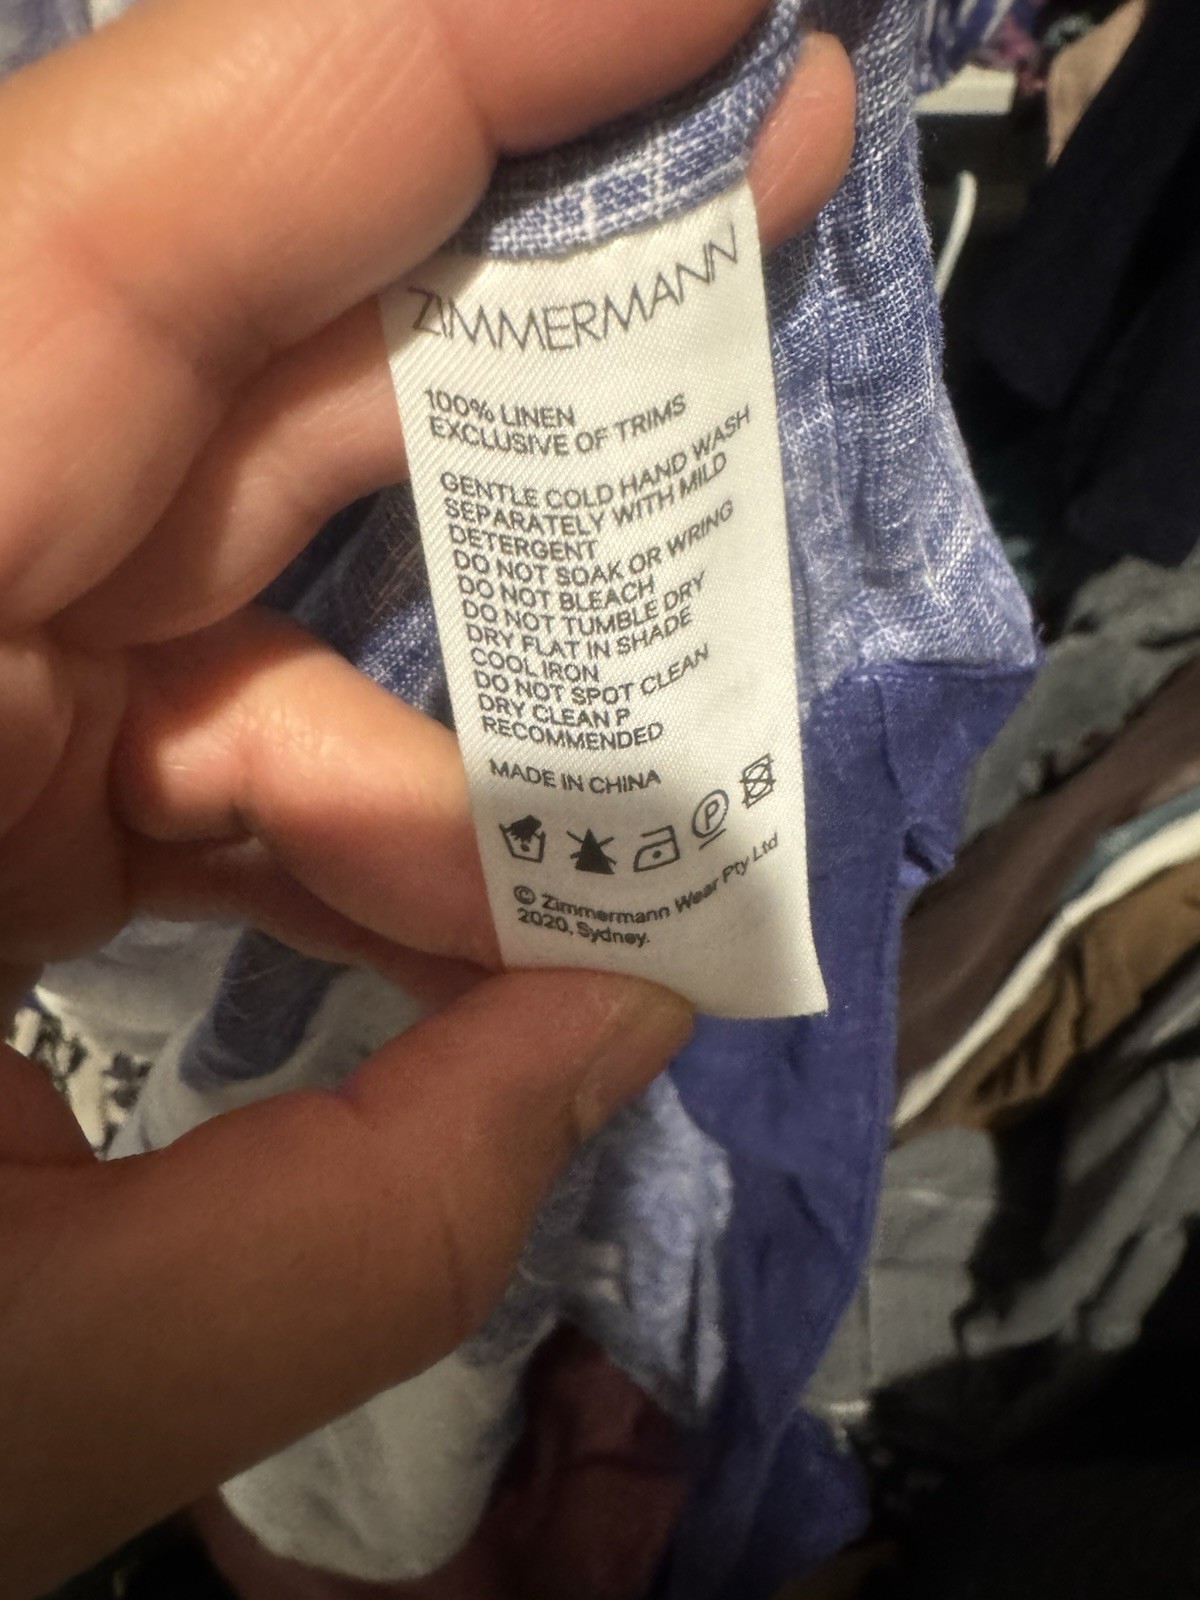 ZIMMERMANN
100% LINEN
EXCLUSIVE OF TRIMS
GENTLE COLD HAND WASH
SEPARATELY WITH MILD
DETERGENT
DO NOT SOAK OR WRING
DO NOT BLEACH
DO NOT TUMBLE DRY
DRY FLAT IN SHADE
COOL IRON
DO NOT SPOT CLEAN
DRY CLEAN P
RECOMMENDED
MADE IN CHINA
P
© Zimmermann Wear Pty Ltd
2020, Sydney.